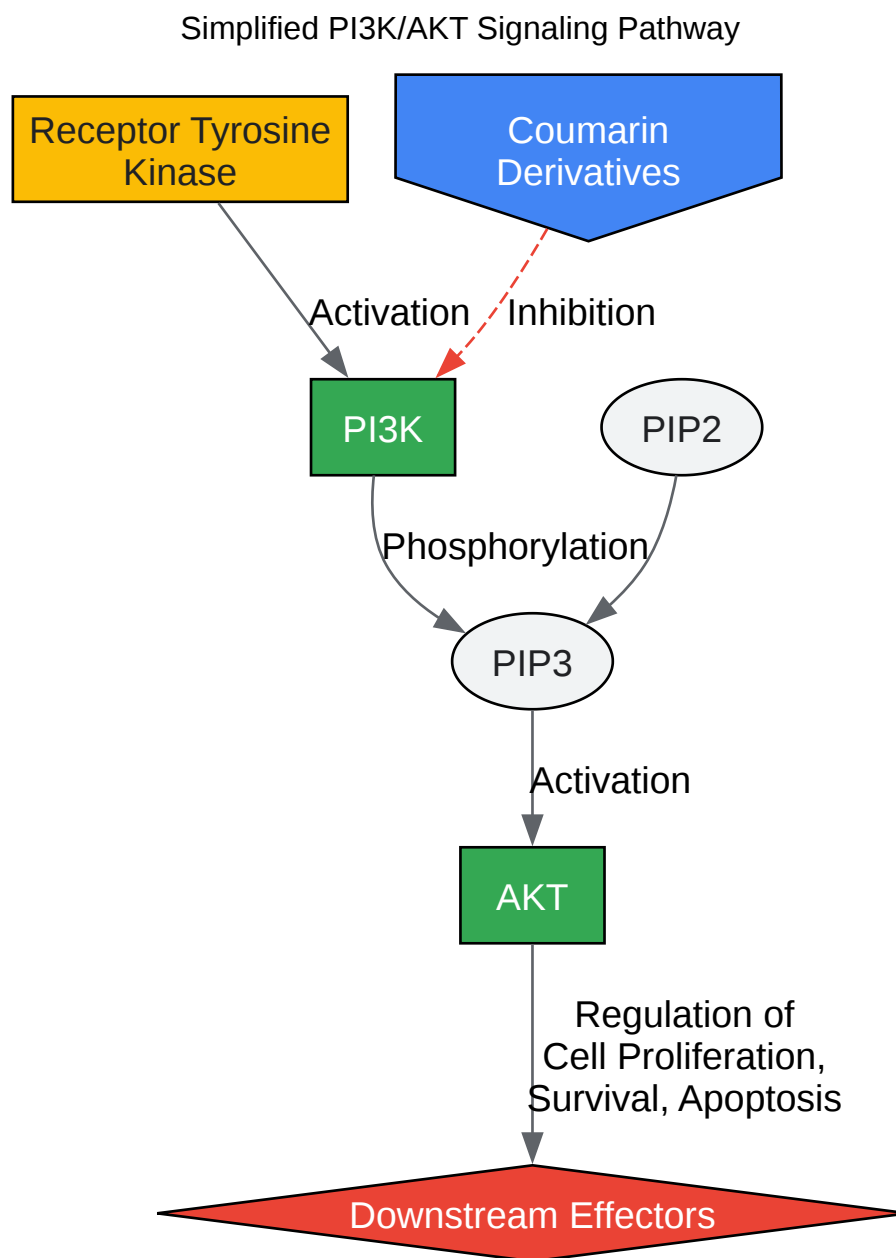 Simplified PI3K/AKT Signaling Pathway
Receptor Tyrosine
Kinase
Coumarin
Derivatives
Activation
Inhibition
PI3K
PIP2
Phosphorylation
PIP3
Activation
AKT
Regulation of
Cell Proliferation,
Survival, Apoptosis
Downstream Effectors